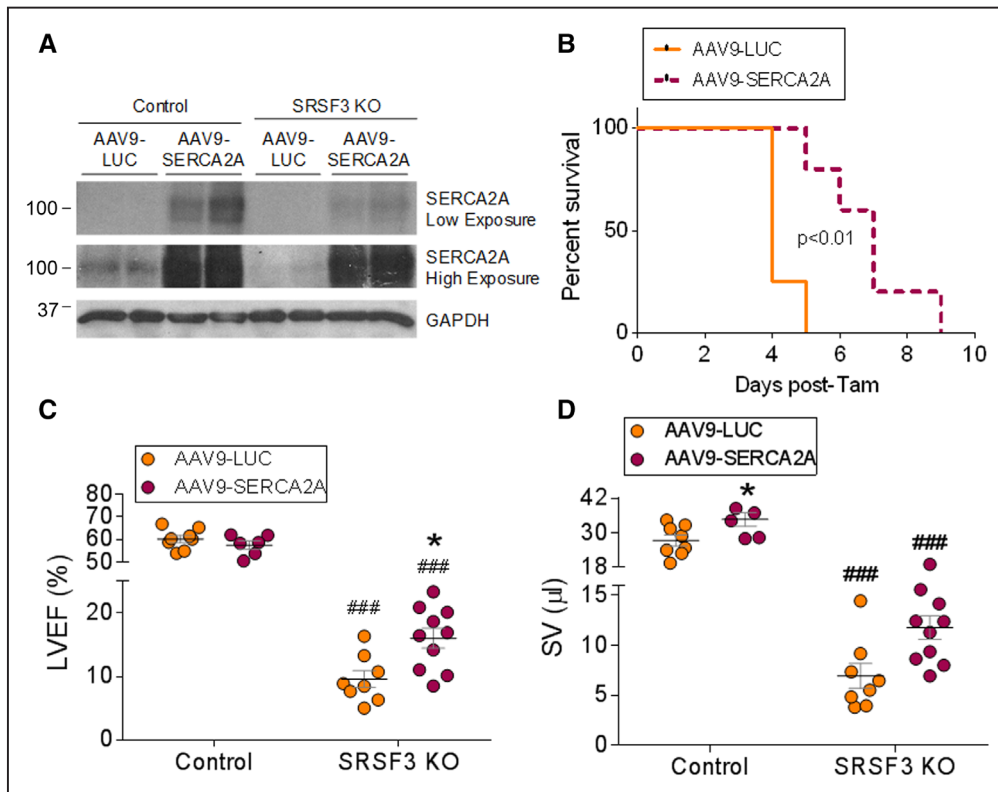 A
Control
SRSF3 KO
AAV9-
LUC
AAV9-
SERCA2A
AAV9-
LUC
AAV9-
SERCA2A
100
SERCA2A
Low Exposure
100
SERCA2A
High Exposure
37
GAPDH
B
AAV9-LUC
AAV9-SERCA2A
Percent survival
100
50
0
p<0.01
0 2 4 6 8 10
Days post-Tam
C
AAV9-LUC
AAV9-SERCA2A
LVEF (%)
80
70
60
50
20
10
0
###
*
###
Control
SRSF3 KO
D
AAV9-LUC
AAV9-SERCA2A
SV (µl)
42
30
18
15
10
5
0
*
###
###
Control
SRSF3 KO